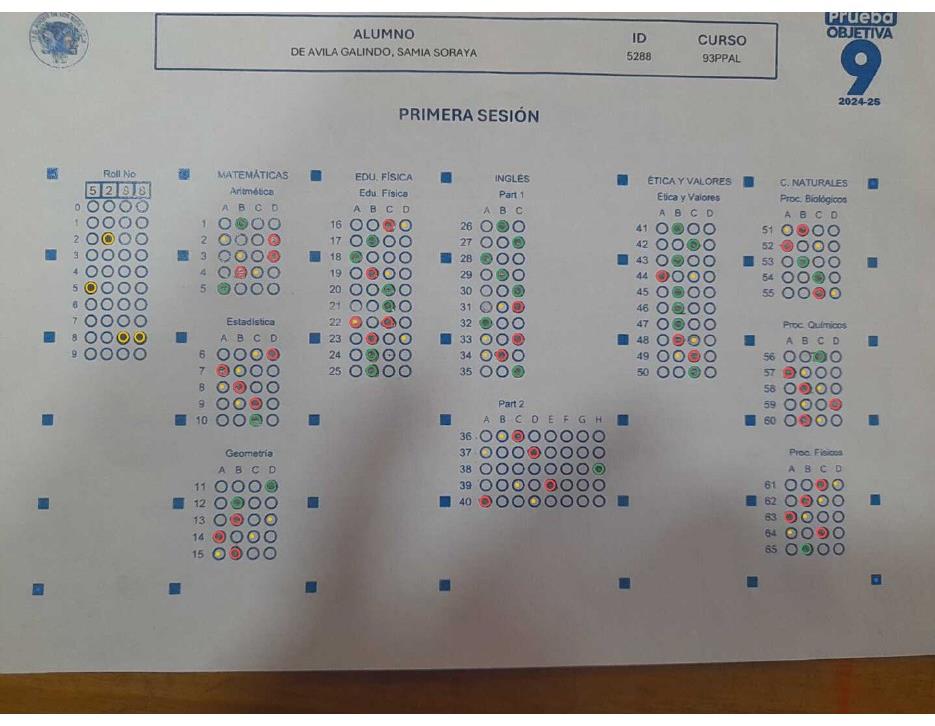 Prueba
OBJETIVA
9
2024-25
ALUMNO ID CURSO
DE AVILA GALINDO, SAMIA SORAYA 5288 93PPAL
PRIMERA SESIÓN
Roll No
5 2 8 8
0
1
2
3
4
5
6
7
8
9
MATEMÁTICAS
Aritmética
A B C D
1
2
3
4
5
Estadística
A B C D
6
7
8
9
10
Geometría
A B C D
11
12
13
14
15
EDU. FÍSICA
Edu. Física
A B C D
16
17
18
19
20
21
22
23
24
25
INGLÉS
Part 1
A B C
26
27
28
29
30
31
32
33
34
35
Part 2
A B C D E F G H
36
37
38
39
40
ÉTICA Y VALORES
Etica y Valores
A B C D
41
42
43
44
45
46
47
48
49
50
C. NATURALES
Proc. Biológicos
A B C D
51
52
53
54
55
Proc. Químicos
A B C D
56
57
58
59
60
Proc. Físicos
A B C D
61
62
63
64
65